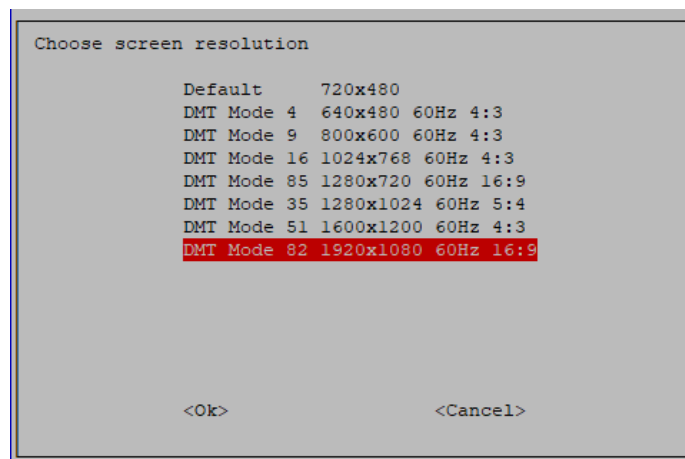 Choose screen resolution
Default 720x480
DMT Mode 4 640x480 60Hz 4:3
DMT Mode 9 800x600 60Hz 4:3
DMT Mode 16 1024x768 60Hz 4:3
DMT Mode 85 1280x720 60Hz 16:9
DMT Mode 35 1280x1024 60Hz 5:4
DMT Mode 51 1600x1200 60Hz 4:3
DMT Mode 82 1920x1080 60Hz 16:9
<Ok> <Cancel>